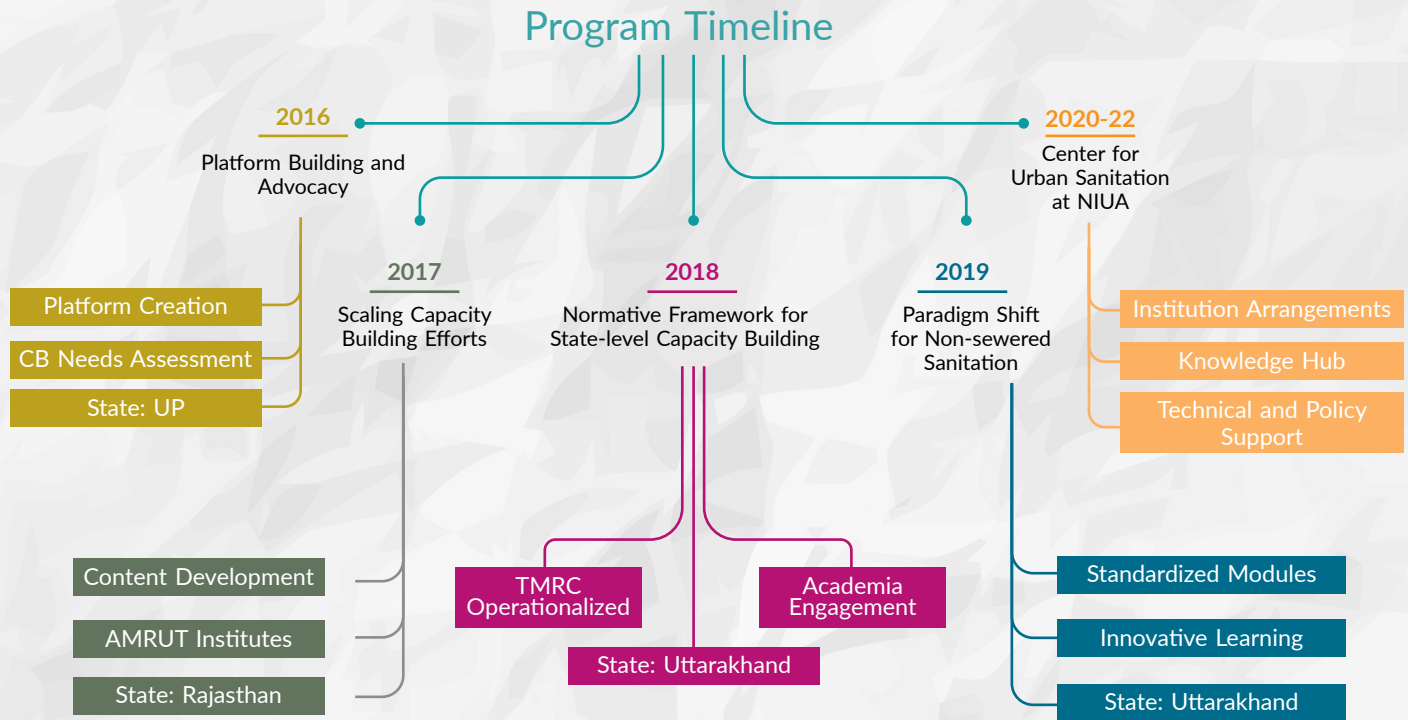 Program Timeline
2016
Platform Building and
Advocacy
Platform Creation
CB Needs Assessment
State: UP
2017
Scaling Capacity
Building Efforts
Content Development
AMRUT Institutes
State: Rajasthan
2018
Normative Framework for
State-level Capacity Building
TMRC
Operationalized
State: Uttarakhand
Academia
Engagement
2019
Paradigm Shift
for Non-sewered
Sanitation
Standardized Modules
Innovative Learning
State: Uttarakhand
2020-22
Center for
Urban Sanitation
at NIUA
Institution Arrangements
Knowledge Hub
Technical and Policy
Support